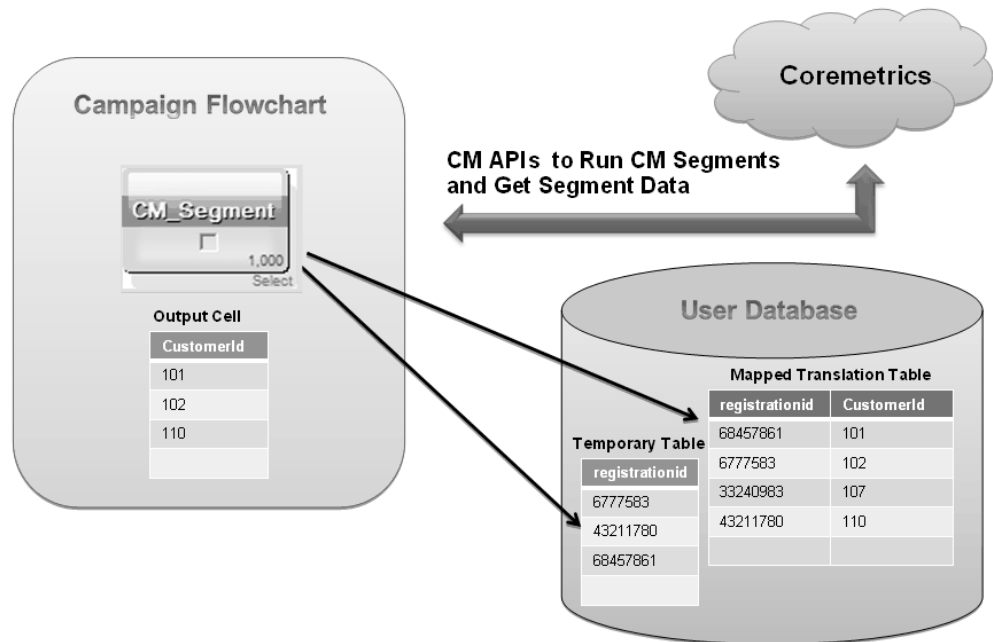 Campaign Flowchart
CM_Segment
1,000
Select
Output Cell
CustomerId
101
102
110
Coremetrics
CM APIs to Run CM Segments
and Get Segment Data
User Database
Mapped Translation Table
registrationid CustomerId
68457861 101
6777583 102
33240983 107
43211780 110
Temporary Table
registrationid
6777583
43211780
68457861